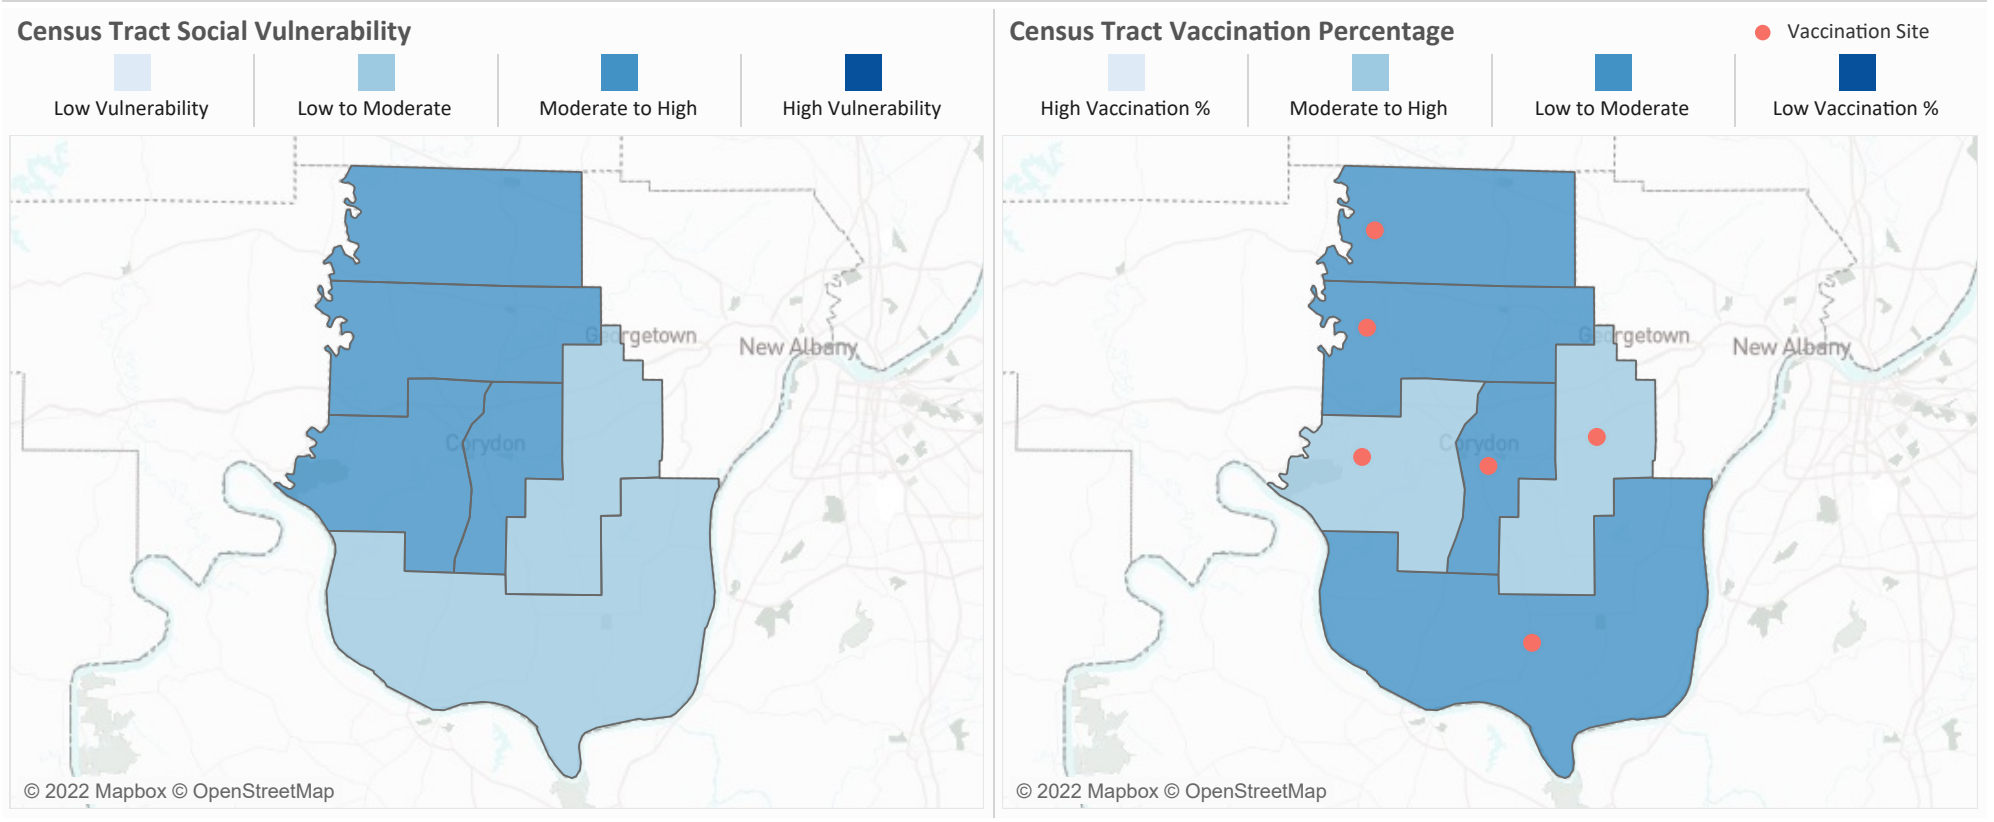 Census Tract Social Vulnerability
Low Vulnerability
Low to Moderate
Moderate to High
High Vulnerability
Georgetown
New Albany
Corydon
© 2022 Mapbox © OpenStreetMap
Census Tract Vaccination Percentage
Vaccination Site
High Vaccination %
Moderate to High
Low to Moderate
Low Vaccination %
Georgetown
New Albany
Corydon
© 2022 Mapbox © OpenStreetMap